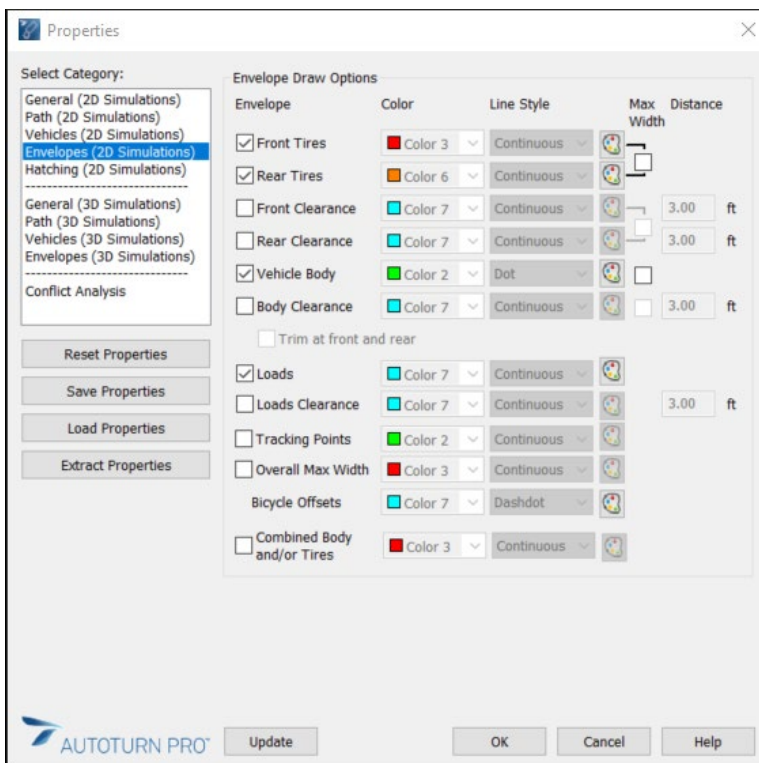 Properties
Select Category:
General (2D Simulations)
Path (2D Simulations)
Vehicles (2D Simulations)
Envelopes (2D Simulations)
Hatching (2D Simulations)
------------------------------
General (3D Simulations)
Path (3D Simulations)
Vehicles (3D Simulations)
Envelopes (3D Simulations)
------------------------------
Conflict Analysis
Reset Properties
Save Properties
Load Properties
Extract Properties
Envelope Draw Options
Envelope Color Line Style Max Width Distance
Front Tires Color 3 Continuous
Rear Tires Color 6 Continuous
Front Clearance Color 7 Continuous 3.00 ft
Rear Clearance Color 7 Continuous 3.00 ft
Vehicle Body Color 2 Dot
Body Clearance Color 7 Continuous 3.00 ft
Trim at front and rear
Loads Color 7 Continuous
Loads Clearance Color 7 Continuous 3.00 ft
Tracking Points Color 2 Continuous
Overall Max Width Color 3 Continuous
Bicycle Offsets Color 7 Dashdot
Combined Body and/or Tires Color 3 Continuous
AUTOTURN PRO™
Update OK Cancel Help